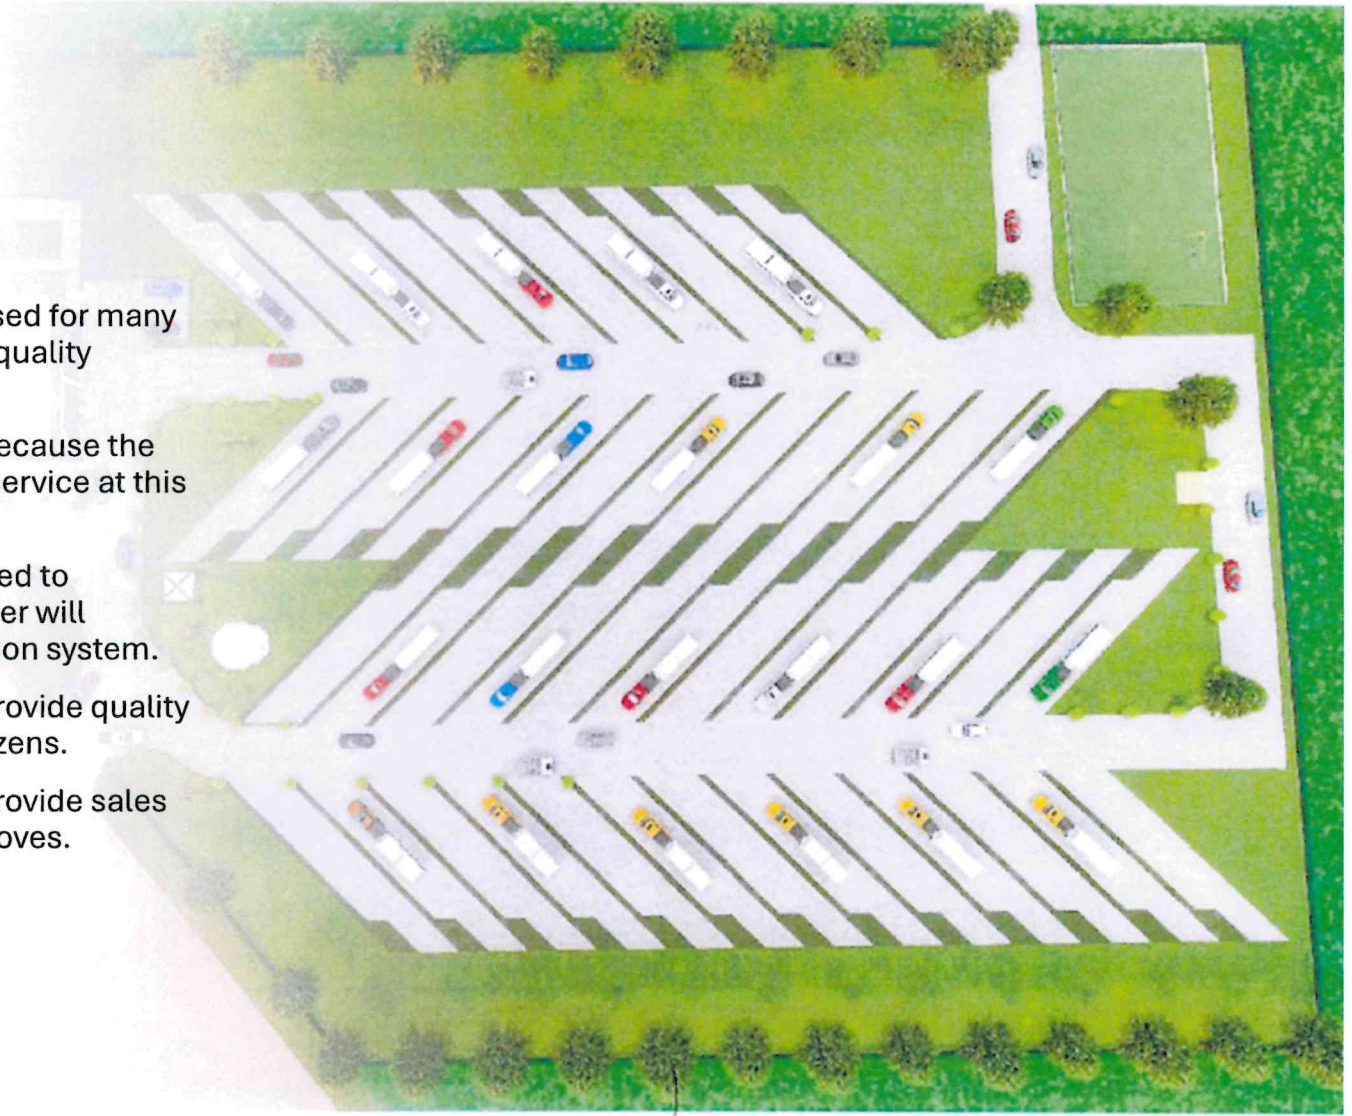 sed for many
quality
ecause the
ervice at this
ed to
er will
on system.
rovide quality
zens.
rovide sales
oves.